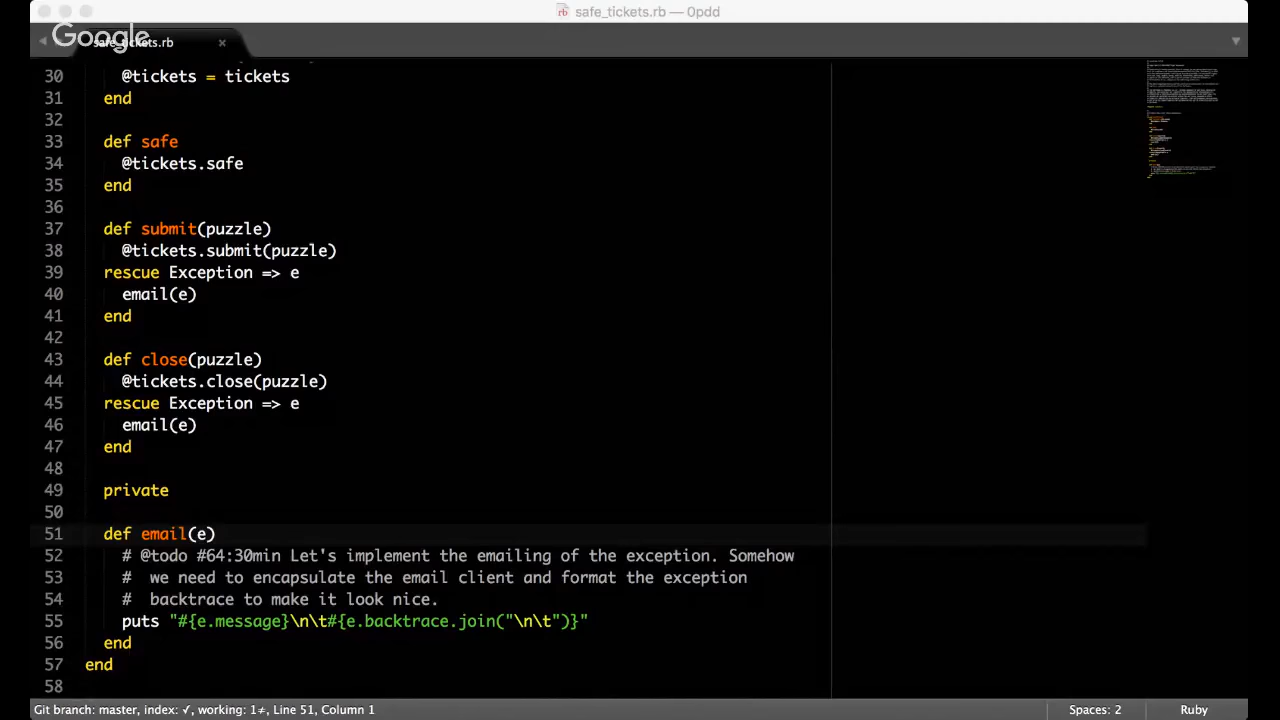 safe_tickets.rb — 0pdd
Google
safe_tickets.rb ×
30 @tickets = tickets
31 end
32
33 def safe
34 @tickets.safe
35 end
36
37 def submit(puzzle)
38 @tickets.submit(puzzle)
39 rescue Exception => e
40 email(e)
41 end
42
43 def close(puzzle)
44 @tickets.close(puzzle)
45 rescue Exception => e
46 email(e)
47 end
48
49 private
50
51 def email(e)
52 # @todo #64:30min Let's implement the emailing of the exception. Somehow
53 #  we need to encapsulate the email client and format the exception
54 #  backtrace to make it look nice.
55 puts "#{e.message}\n\t#{e.backtrace.join("\n\t")}"
56 end
57 end
58
Git branch: master, index: ✓, working: 1≠, Line 51, Column 1 Spaces: 2 Ruby